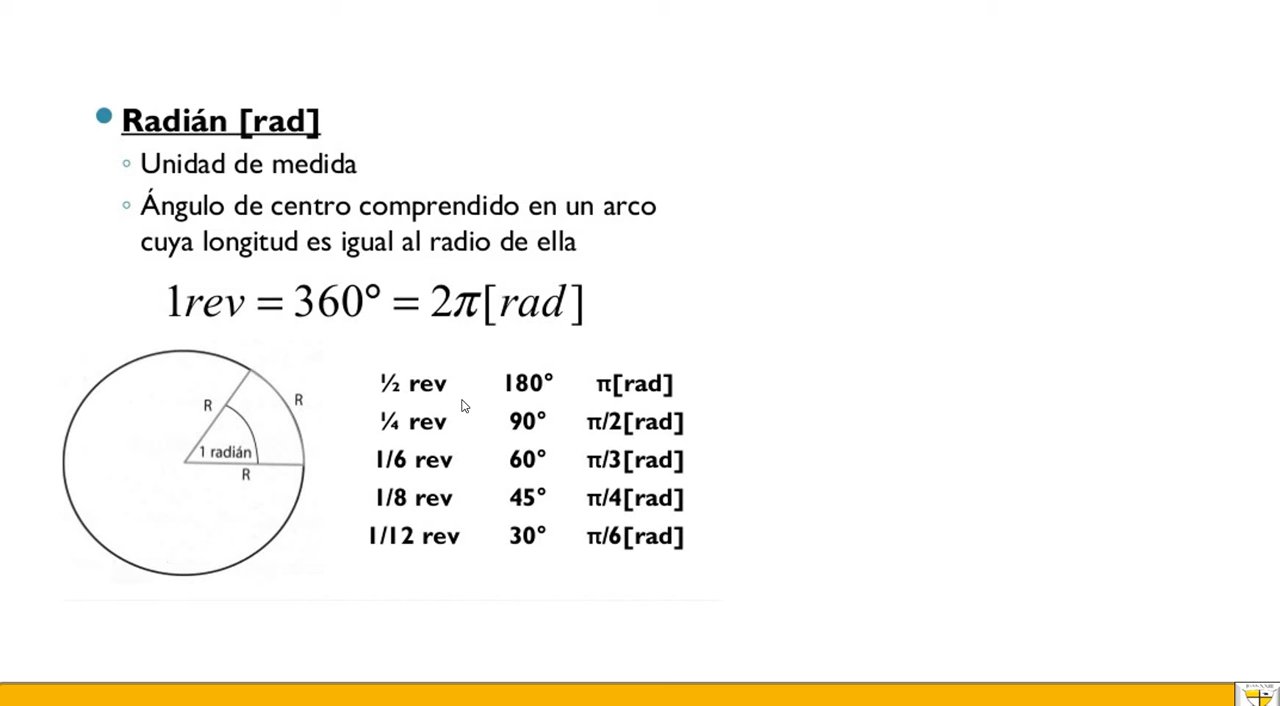 Radián [rad]
Unidad de medida
Ángulo de centro comprendido en un arco
cuya longitud es igual al radio de ella
1rev = 360° = 2π[rad]
R
R
1 radián
R
½ rev 180° π[rad]
¼ rev 90° π/2[rad]
1/6 rev 60° π/3[rad]
1/8 rev 45° π/4[rad]
1/12 rev 30° π/6[rad]